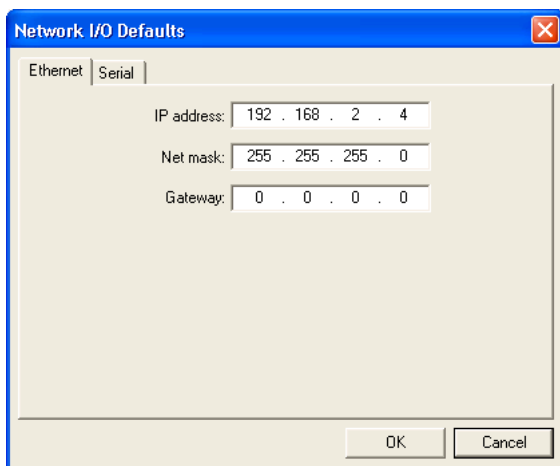 Network I/O Defaults
Ethernet Serial
IP address: 192 . 168 . 2 . 4
Net mask: 255 . 255 . 255 . 0
Gateway: 0 . 0 . 0 . 0
OK Cancel